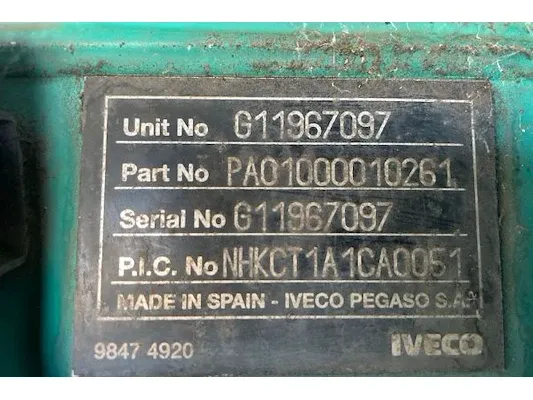 Unit No G11967097
Part No PA01000010261
Serial No G11967097
P.I.C. No NHKCT1A1CA0051
MADE IN SPAIN - IVECO PEGASO S.A.
9847 4920 IVECO